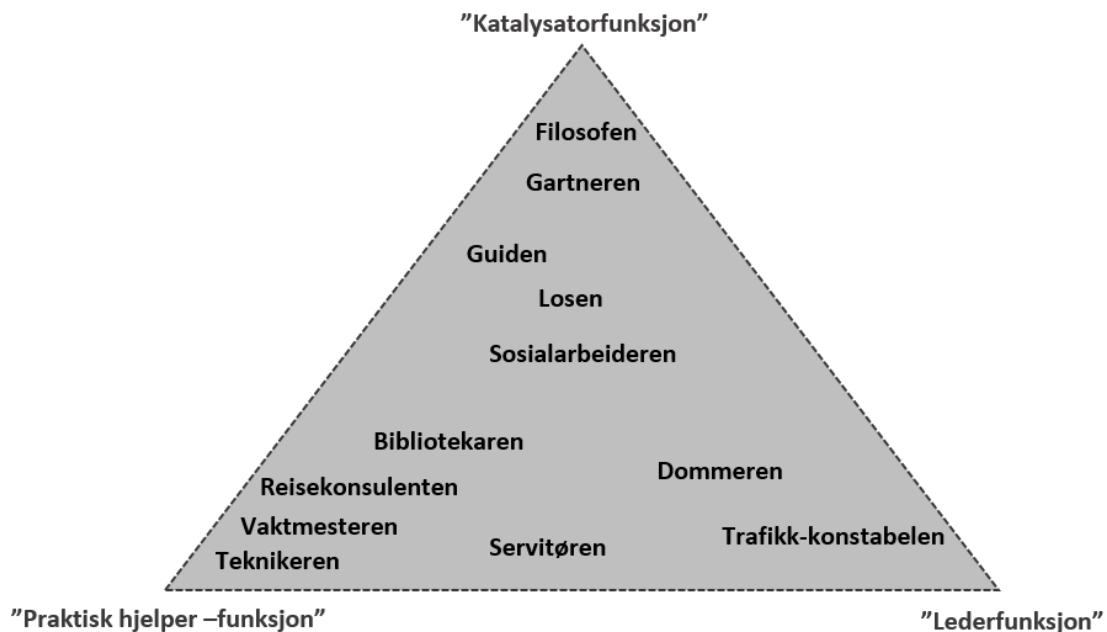 ”Katalysatorfunksjon”
Filosofen
Gartneren
Guiden
Losen
Sosialarbeideren
Bibliotekaren
Dommeren
Reisekonsulenten
Vaktmesteren
Trafikk-konstabelen
Servitøren
Teknikeren
”Praktisk hjelper –funksjon”
”Lederfunksjon”